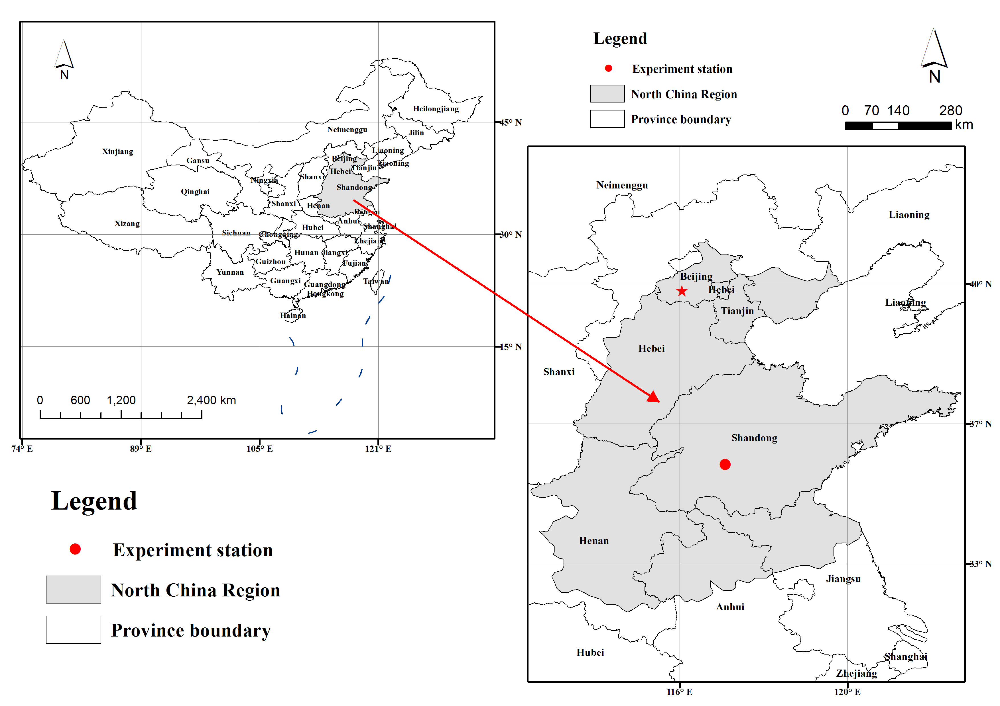 N
Heilongjiang
Neimenggu
Jilin
Xinjiang
Liaoning
Beijing
Gansu
Liaoning
Tianjin
Hebei
Shanxi
Ningxia
Shandong
Qinghai
Shanxi
Henan
Jiangsu
Anhui
Xizang
Hubei
Shanghai
Sichuan
Chongqing
Zhejiang
Hunan
Jiangxi
Guizhou
Fujian
Yunnan
Guangxi
Guangdong
Taiwan
Hongkong
Hainan
45° N
30° N
15° N
0 600 1,200 2,400 km
74° E 89° E 105° E 121° E
Legend
Experiment station
North China Region
Province boundary
Legend
Experiment station
North China Region
Province boundary
N
0 70 140 280
km
Neimenggu
Liaoning
Beijing
Hebei
Liaoning
Tianjin
Hebei
Shanxi
Shandong
Henan
Jiangsu
Anhui
Hubei
Shanghai
Zhejiang
40° N
37° N
33° N
116° E 120° E